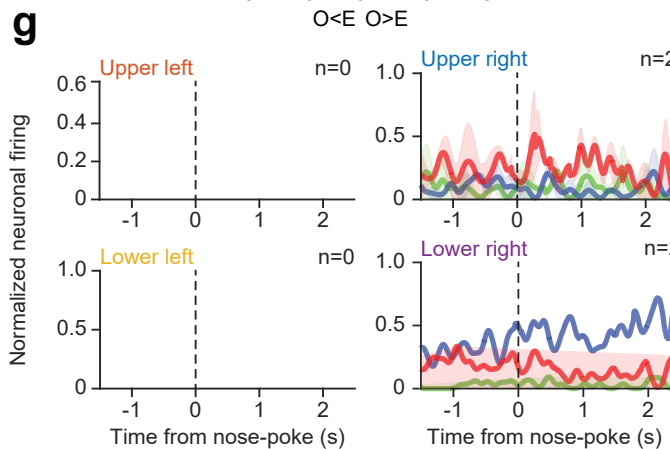 g
O<E O>E
Normalized neuronal firing
Upper left n=0
0.6
0.4
0.2
0
-1 0 1 2
Upper right n=2
1.0
0.5
0
-1 0 1 2
Lower left n=0
1.0
0.5
0
-1 0 1 2
Time from nose-poke (s)
Lower right
1.0
0.5
0
-1 0 1 2
Time from nose-poke (s)